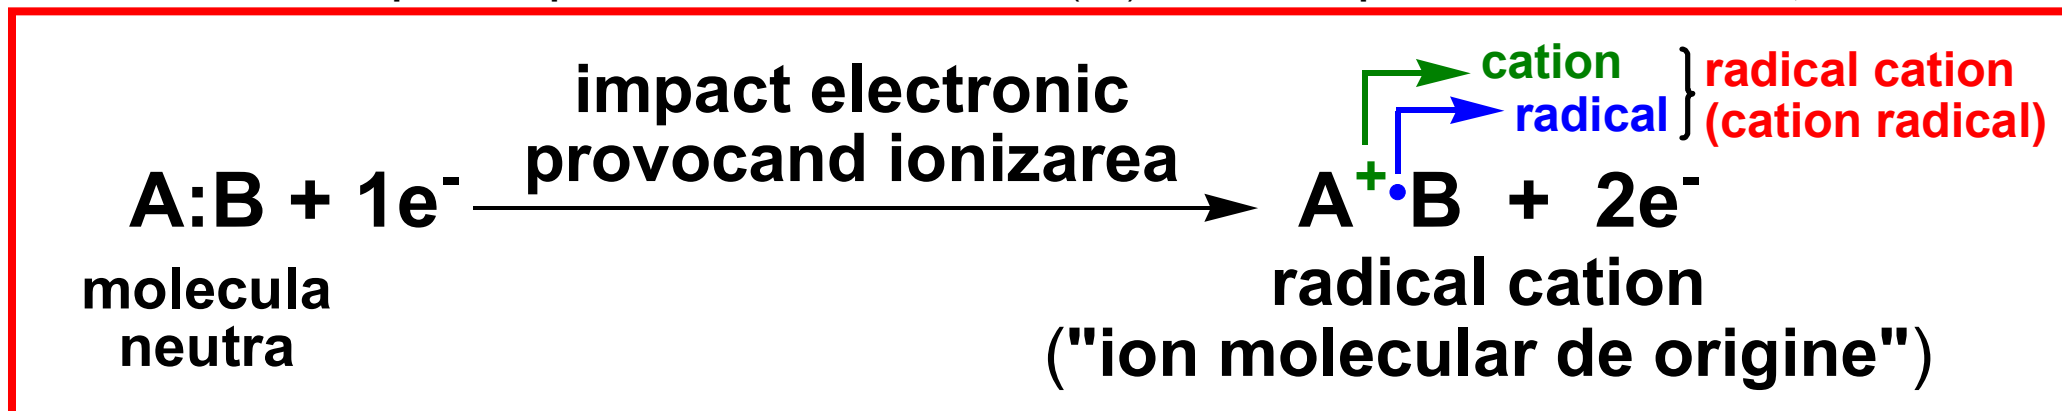 impact electronic
provocand ionizarea
cation
radical
radical cation
(cation radical)
A:B + 1e-
A+•B + 2e-
molecula
neutra
radical cation
("ion molecular de origine")